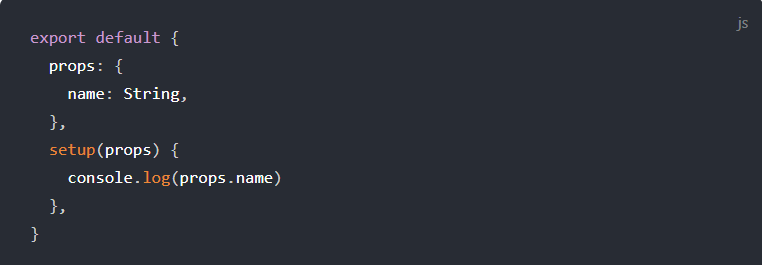 js
export default {
  props: {
    name: String,
  },
  setup(props) {
    console.log(props.name)
  },
}